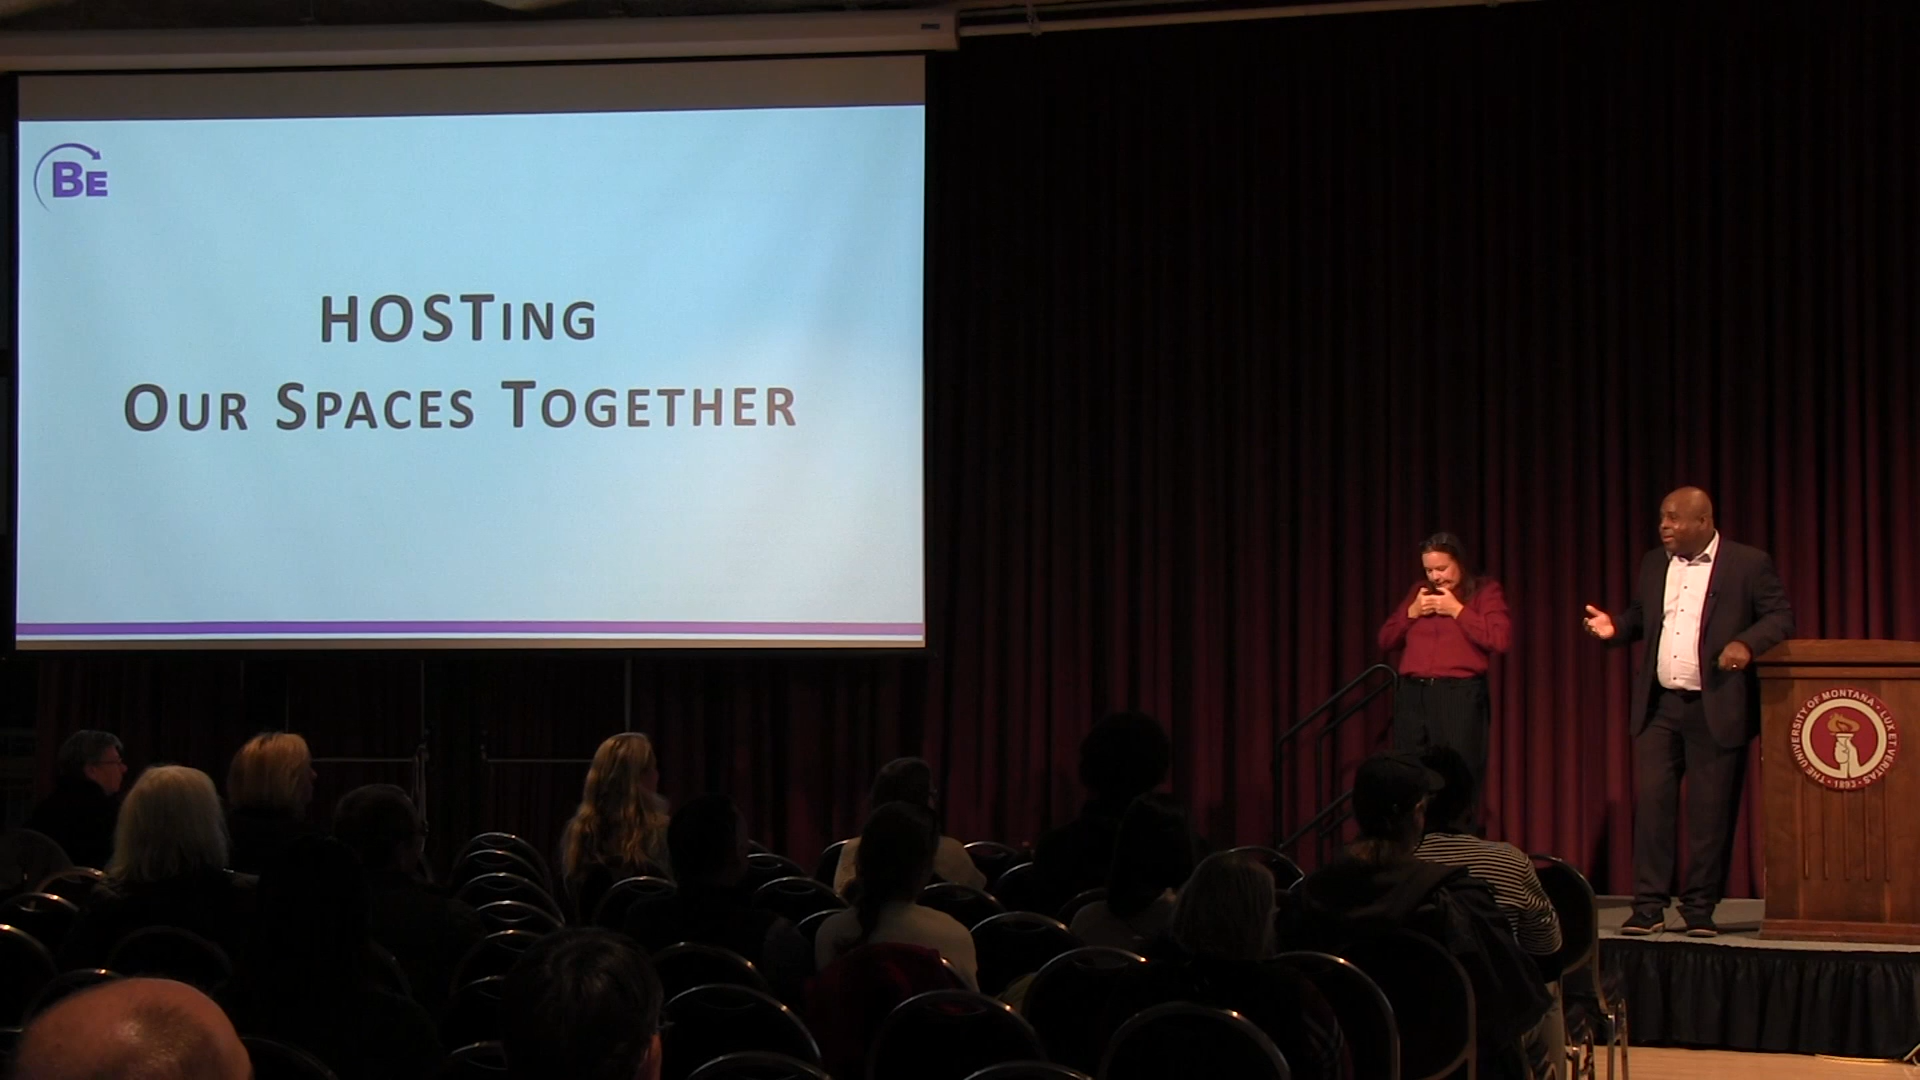 BE
HOSTING
OUR SPACES TOGETHER
THE UNIVERSITY OF MONTANA · LUX ET VERITAS · 1893 ·